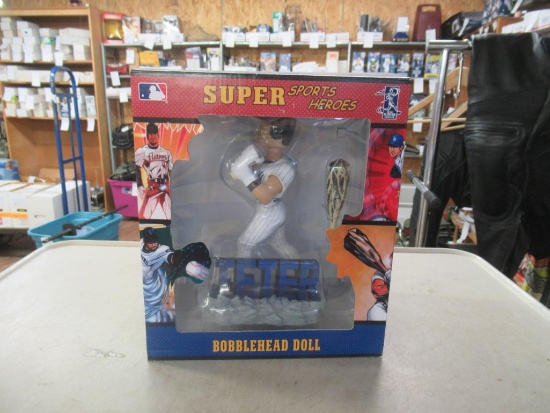 SUPER SPORTS HEROES
JETER
BOBBLEHEAD DOLL